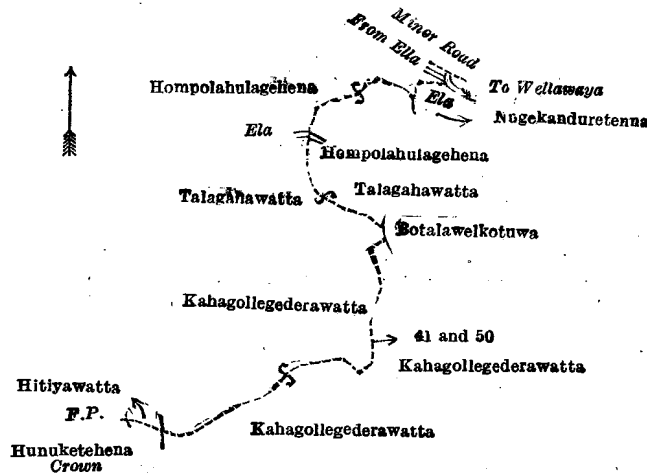 Minor Road
From Ella
To Wellawaya
Hompolahulagehena
Ela
Nugekanduretenna
Ela
Hompolahulagehena
Talagahawatta
Talagahawatta
Botalawelkotuwa
Kahagollegederawatta
41 and 50
Kahagollegederawatta
Hitiyawatta
F.P.
Kahagollegederawatta
Hunuketehena
Crown